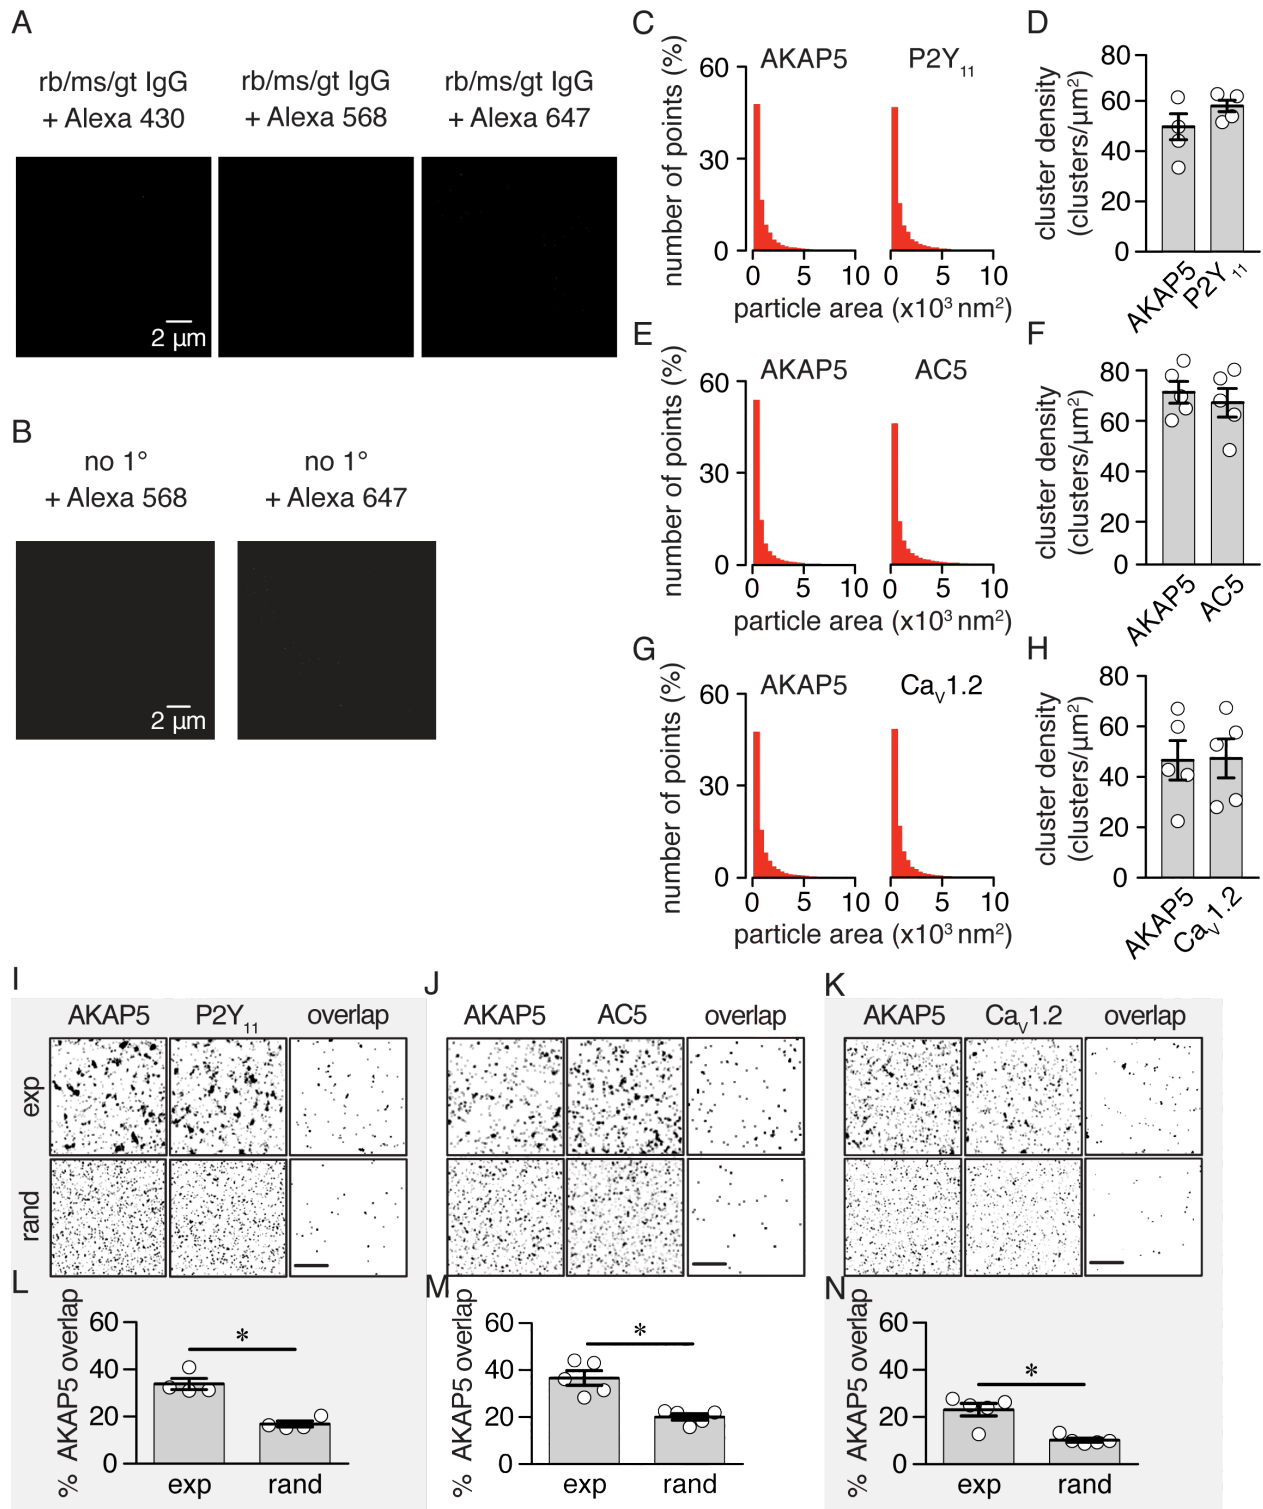 A
rb/ms/gt IgG
+ Alexa 430
rb/ms/gt IgG
+ Alexa 568
rb/ms/gt IgG
+ Alexa 647
2 µm
B
no 1°
+ Alexa 568
no 1°
+ Alexa 647
2 µm
C
number of points (%)
60
30
0
AKAP5
P2Y11
0 5 10
0 5 10
particle area (x10³ nm²)
D
cluster density
(clusters/µm²)
80
60
40
20
0
AKAP5
P2Y11
E
number of points (%)
60
30
0
AKAP5
AC5
0 5 10
0 5 10
particle area (x10³ nm²)
F
cluster density
(clusters/µm²)
80
60
40
20
0
AKAP5
AC5
G
number of points (%)
60
30
0
AKAP5
CaV1.2
0 5 10
0 5 10
particle area (x10³ nm²)
H
cluster density
(clusters/µm²)
80
60
40
20
0
AKAP5
CaV1.2
I
AKAP5 P2Y11 overlap
exp
rand
J
AKAP5 AC5 overlap
K
AKAP5 CaV1.2 overlap
L
% AKAP5 overlap
60
40
20
0
*
exp rand
M
% AKAP5 overlap
60
40
20
0
*
exp rand
N
% AKAP5 overlap
60
40
20
0
*
exp rand